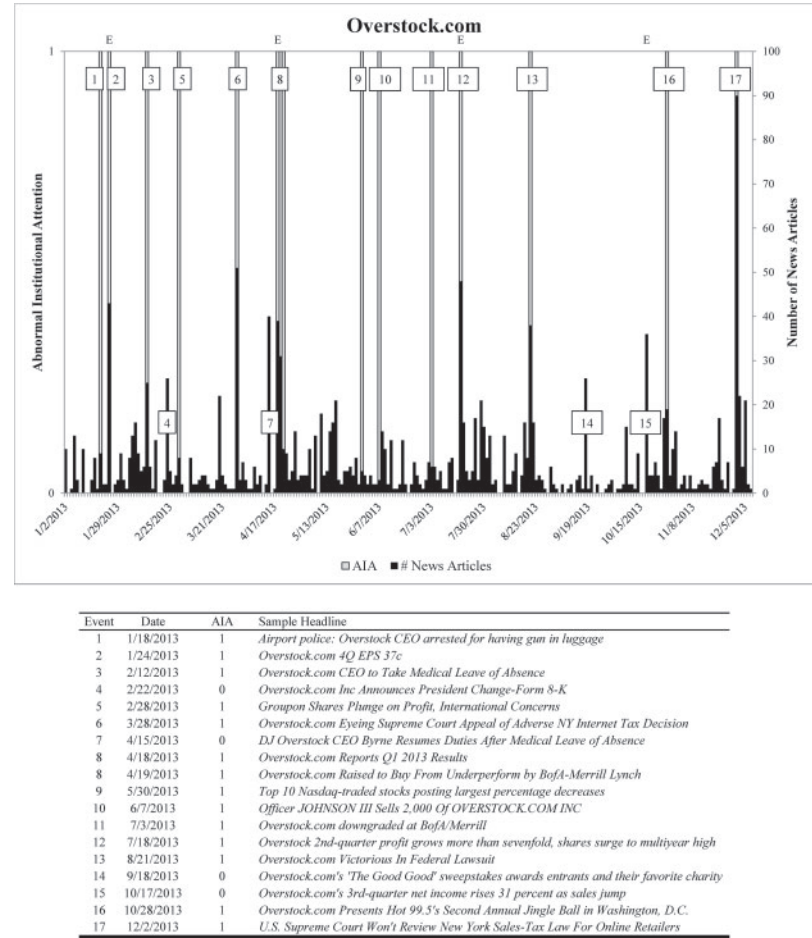 Overstock.com
E E E E
1 100
1 2 3 5 6 8 9 10 11 12 13 16 17
90
80
70
60
50
40
30
20
4 7 14 15
10
0 0
Abnormal Institutional Attention
Number of News Articles
1/2/2013 1/29/2013 2/25/2013 3/21/2013 4/17/2013 5/13/2013 6/7/2013 7/3/2013 7/30/2013 8/23/2013 9/19/2013 10/15/2013 11/8/2013 12/5/2013
AIA # News Articles
Event Date AIA Sample Headline
1 1/18/2013 1 Airport police: Overstock CEO arrested for having gun in luggage
2 1/24/2013 1 Overstock.com 4Q EPS 37c
3 2/12/2013 1 Overstock.com CEO to Take Medical Leave of Absence
4 2/22/2013 0 Overstock.com Inc Announces President Change-Form 8-K
5 2/28/2013 1 Groupon Shares Plunge on Profit, International Concerns
6 3/28/2013 1 Overstock.com Eyeing Supreme Court Appeal of Adverse NY Internet Tax Decision
7 4/15/2013 0 DJ Overstock CEO Byrne Resumes Duties After Medical Leave of Absence
8 4/18/2013 1 Overstock.com Reports Q1 2013 Results
8 4/19/2013 1 Overstock.com Raised to Buy From Underperform by BofA-Merrill Lynch
9 5/30/2013 1 Top 10 Nasdaq-traded stocks posting largest percentage decreases
10 6/7/2013 1 Officer JOHNSON III Sells 2,000 Of OVERSTOCK.COM INC
11 7/3/2013 1 Overstock.com downgraded at BofA/Merrill
12 7/18/2013 1 Overstock 2nd-quarter profit grows more than sevenfold, shares surge to multiyear high
13 8/21/2013 1 Overstock.com Victorious In Federal Lawsuit
14 9/18/2013 0 Overstock.com's 'The Good Good' sweepstakes awards entrants and their favorite charity
15 10/17/2013 0 Overstock.com's 3rd-quarter net income rises 31 percent as sales jump
16 10/28/2013 1 Overstock.com Presents Hot 99.5's Second Annual Jingle Ball in Washington, D.C.
17 12/2/2013 1 U.S. Supreme Court Won't Review New York Sales-Tax Law For Online Retailers